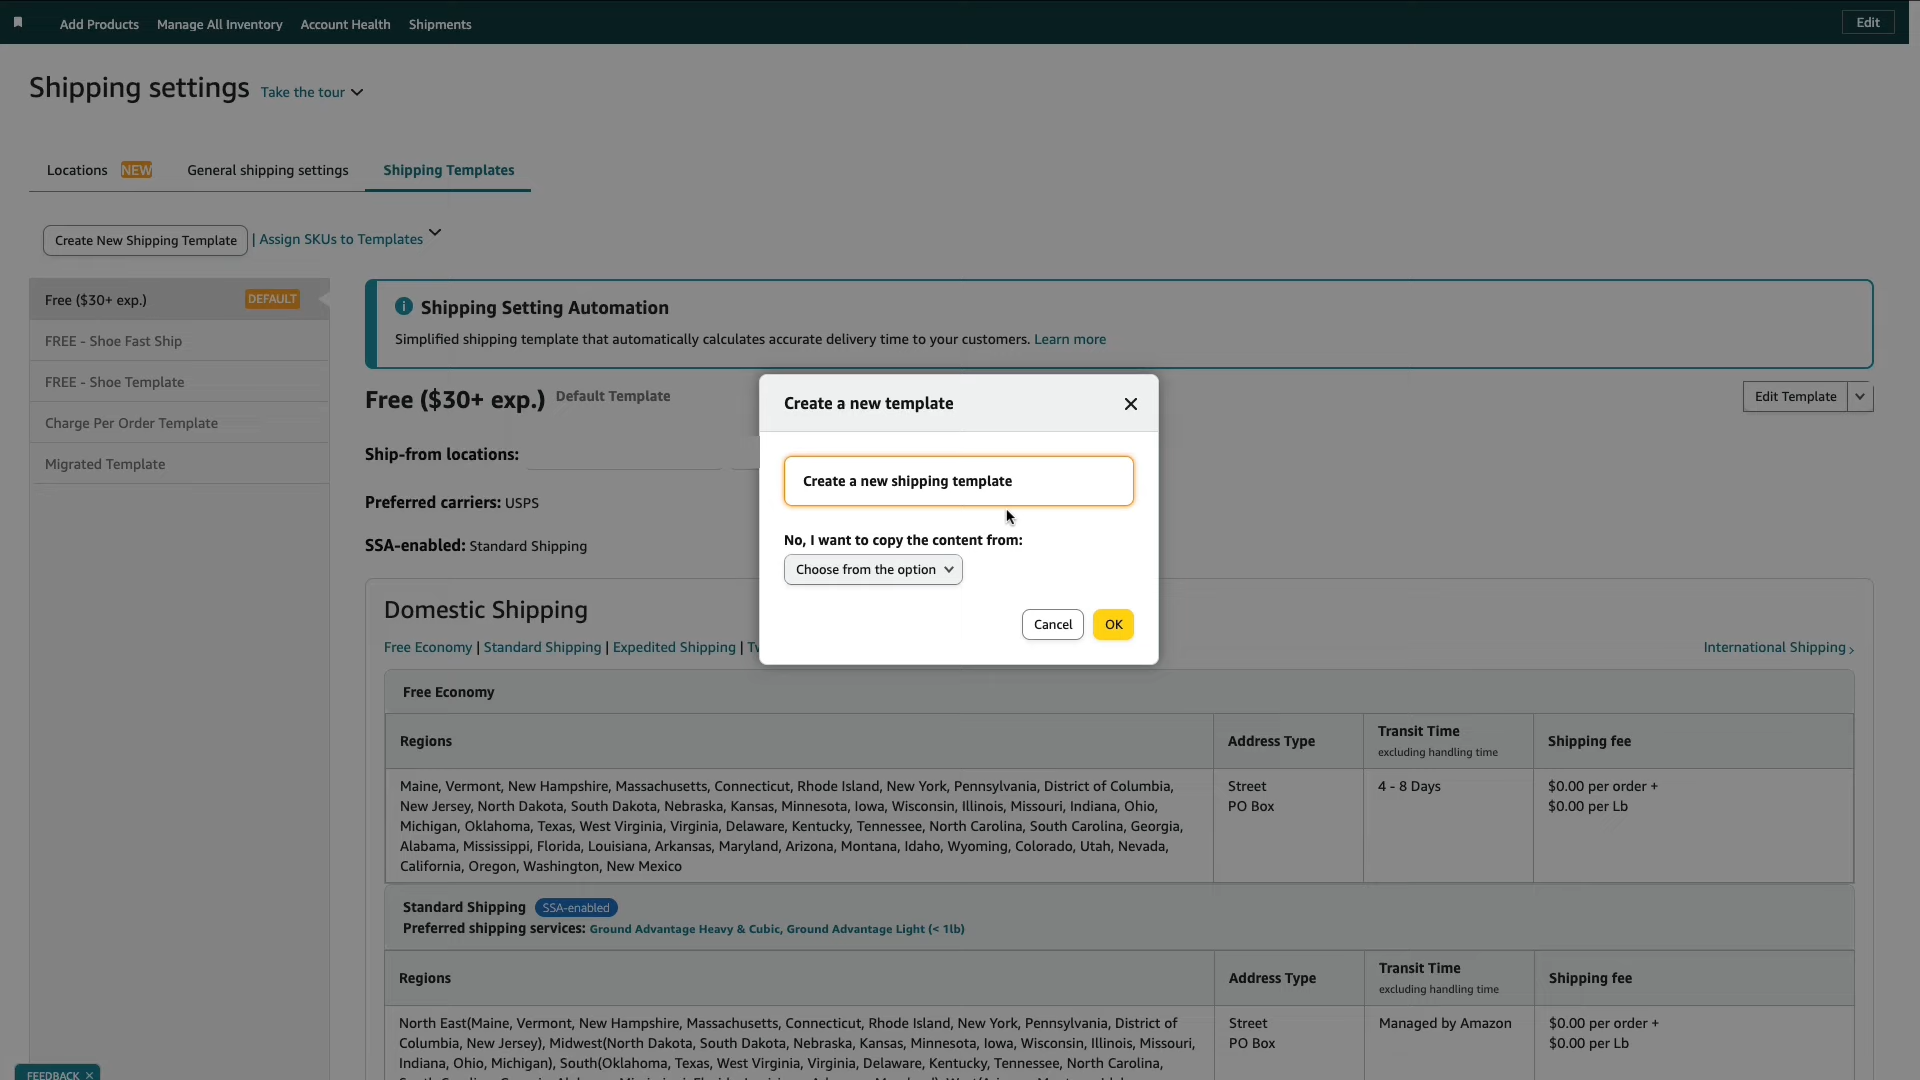 Add Products Manage All Inventory Account Health Shipments Edit
Shipping settings Take the tour
Locations NEW General shipping settings Shipping Templates
Create New Shipping Template | Assign SKUs to Templates
Free ($30+ exp.) DEFAULT
FREE - Shoe Fast Ship
FREE - Shoe Template
Charge Per Order Template
Migrated Template
Shipping Setting Automation
Simplified shipping template that automatically calculates accurate delivery time to your customers. Learn more
Free ($30+ exp.) Default Template
Edit Template
Ship-from locations:
Preferred carriers: USPS
SSA-enabled: Standard Shipping
Create a new template
Create a new shipping template
No, I want to copy the content from:
Choose from the option
Cancel OK
Domestic Shipping
Free Economy | Standard Shipping | Expedited Shipping |
International Shipping
Free Economy
Regions Address Type Transit Time Shipping fee
excluding handling time
Maine, Vermont, New Hampshire, Massachusetts, Connecticut, Rhode Island, New York, Pennsylvania, District of Columbia,
New Jersey, North Dakota, South Dakota, Nebraska, Kansas, Minnesota, Iowa, Wisconsin, Illinois, Missouri, Indiana, Ohio,
Michigan, Oklahoma, Texas, West Virginia, Virginia, Delaware, Kentucky, Tennessee, North Carolina, South Carolina, Georgia,
Alabama, Mississippi, Florida, Louisiana, Arkansas, Maryland, Arizona, Montana, Idaho, Wyoming, Colorado, Utah, Nevada,
California, Oregon, Washington, New Mexico
Street
PO Box
4 - 8 Days
$0.00 per order +
$0.00 per Lb
Standard Shipping SSA-enabled
Preferred shipping services: Ground Advantage Heavy & Cubic, Ground Advantage Light (< 1lb)
Regions Address Type Transit Time Shipping fee
excluding handling time
North East(Maine, Vermont, New Hampshire, Massachusetts, Connecticut, Rhode Island, New York, Pennsylvania, District of
Columbia, New Jersey), Midwest(North Dakota, South Dakota, Nebraska, Kansas, Minnesota, Iowa, Wisconsin, Illinois, Missouri,
Indiana, Ohio, Michigan), South(Oklahoma, Texas, West Virginia, Virginia, Delaware, Kentucky, Tennessee, North Carolina,
Street
PO Box
Managed by Amazon
$0.00 per order +
$0.00 per Lb
FEEDBACK